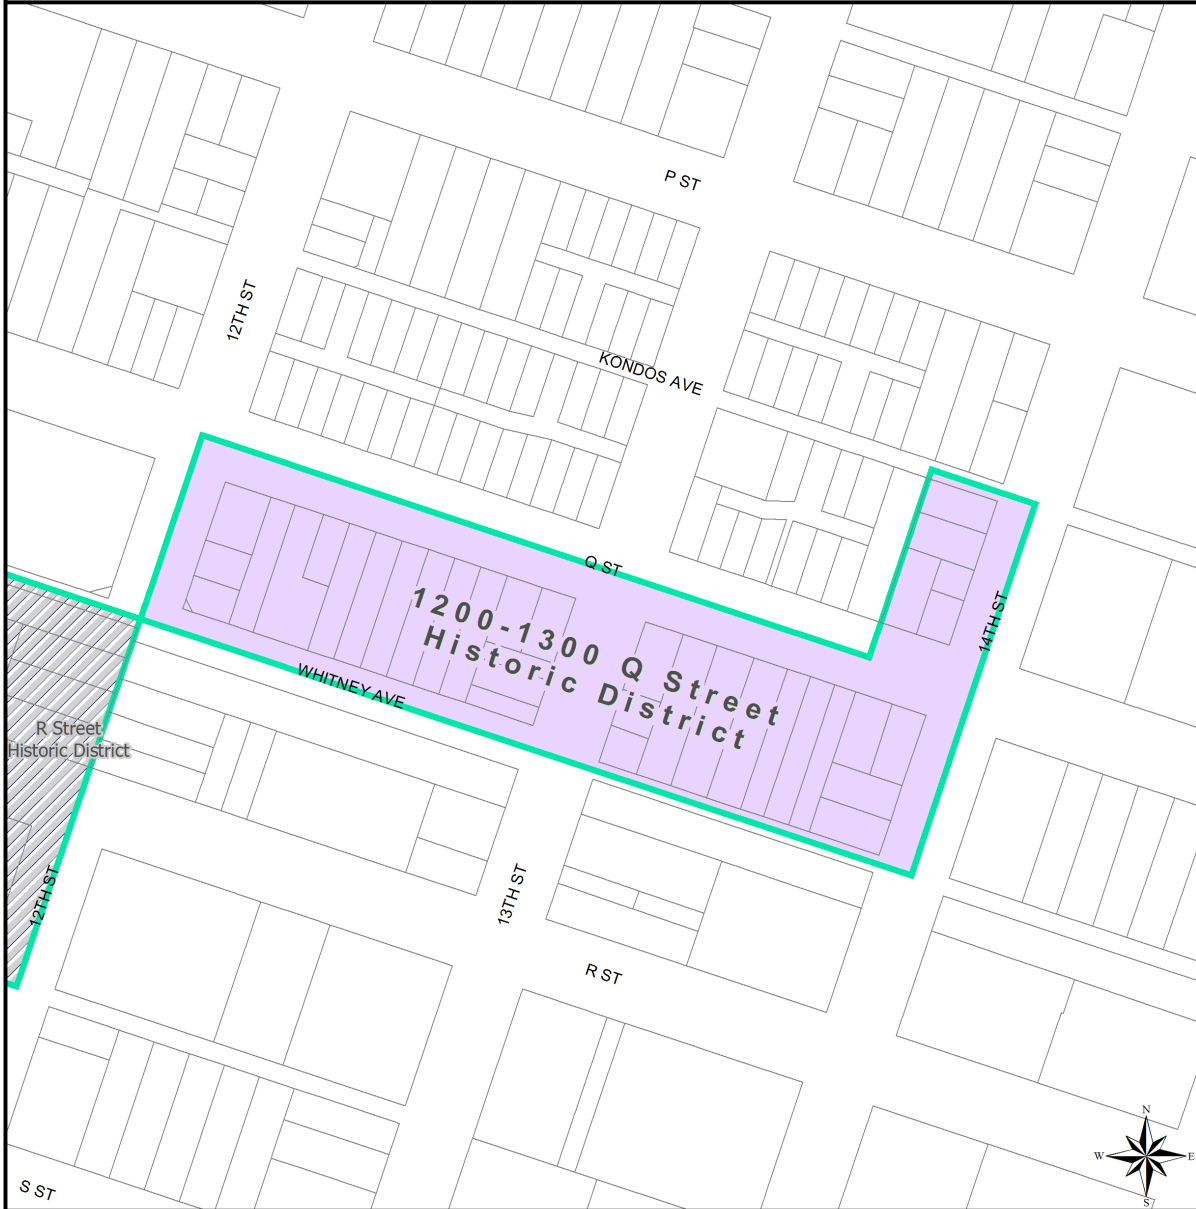 P ST
12TH ST
KONDOS AVE
Q ST
1200-1300 Q Street
Historic District
14TH ST
WHITNEY AVE
R Street
Historic District
12TH ST
13TH ST
R ST
N
W E
S
S ST